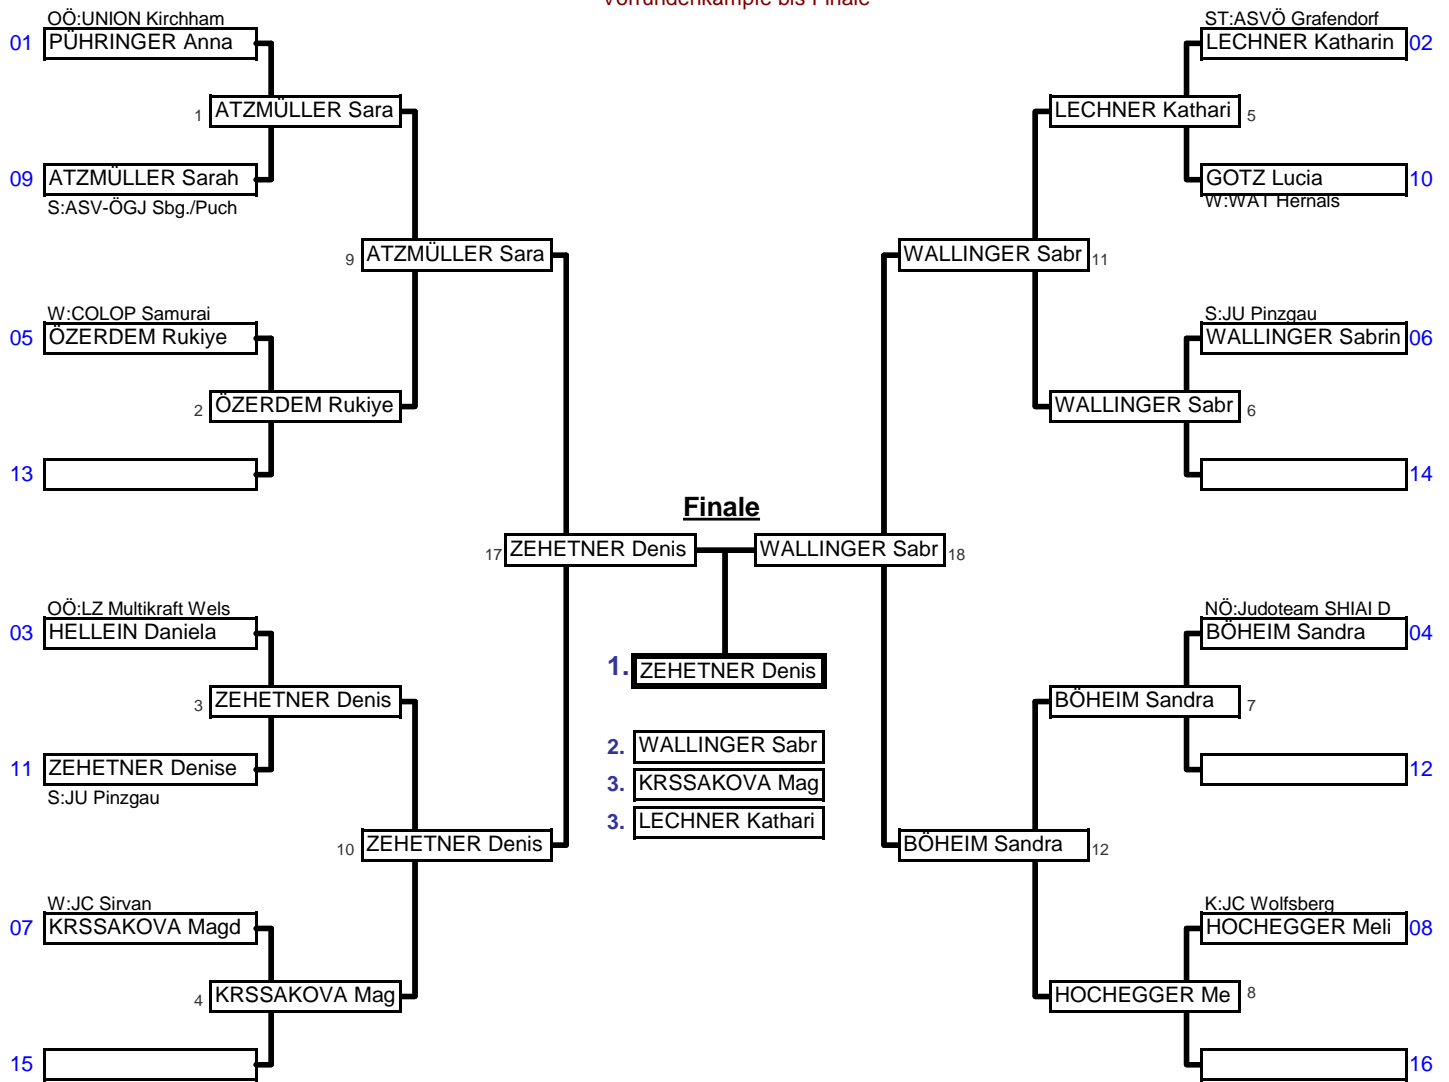 Vorrundenkämpfe bis Finale
OÖ:UNION Kirchham
01 PÜHRINGER Anna
1 ATZMÜLLER Sara
09 ATZMÜLLER Sarah
S:ASV-ÖGJ Sbg./Puch
9 ATZMÜLLER Sara
W:COLOP Samurai
05 ÖZERDEM Rukiye
2 ÖZERDEM Rukiye
13
17 ZEHETNER Denis
OÖ:LZ Multikraft Wels
03 HELLEIN Daniela
3 ZEHETNER Denis
11 ZEHETNER Denise
S:JU Pinzgau
10 ZEHETNER Denis
W:JC Sirvan
07 KRSSAKOVA Magd
4 KRSSAKOVA Mag
15
Finale
1. ZEHETNER Denis
2. WALLINGER Sabr
3. KRSSAKOVA Mag
3. LECHNER Kathari
ST:ASVÖ Grafendorf
LECHNER Katharin 02
LECHNER Kathari 5
GOTZ Lucia 10
W:WAT Hernals
WALLINGER Sabr 11
S:JU Pinzgau
WALLINGER Sabrin 06
WALLINGER Sabr 6
14
WALLINGER Sabr 18
NÖ:Judoteam SHIAI D
BÖHEIM Sandra 04
BÖHEIM Sandra 7
12
BÖHEIM Sandra 12
K:JC Wolfsberg
HOCHEGGER Meli 08
HOCHEGGER Me 8
16